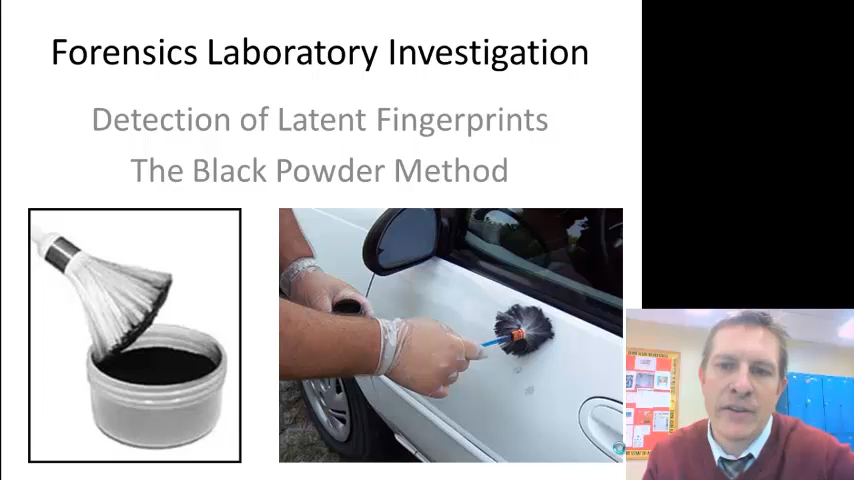 Forensics Laboratory Investigation
Detection of Latent Fingerprints
The Black Powder Method